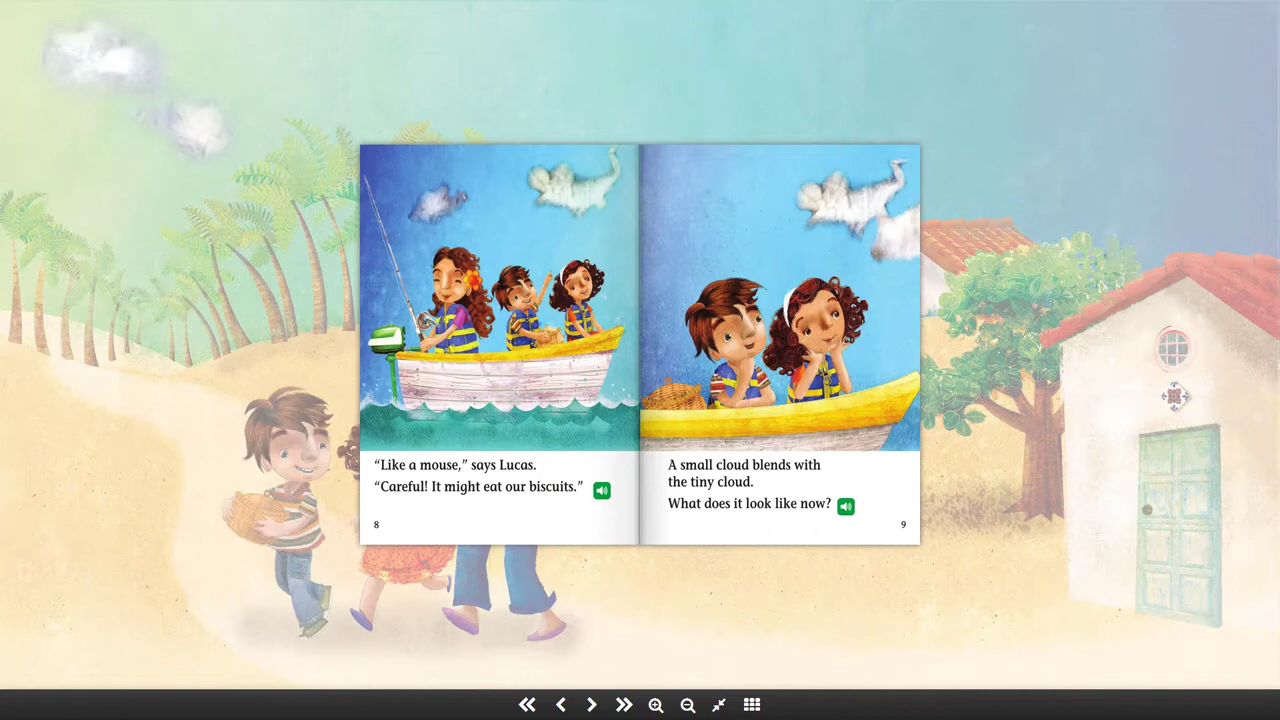 “Like a mouse,” says Lucas.
“Careful! It might eat our biscuits.”
8
A small cloud blends with
the tiny cloud.
What does it look like now?
9